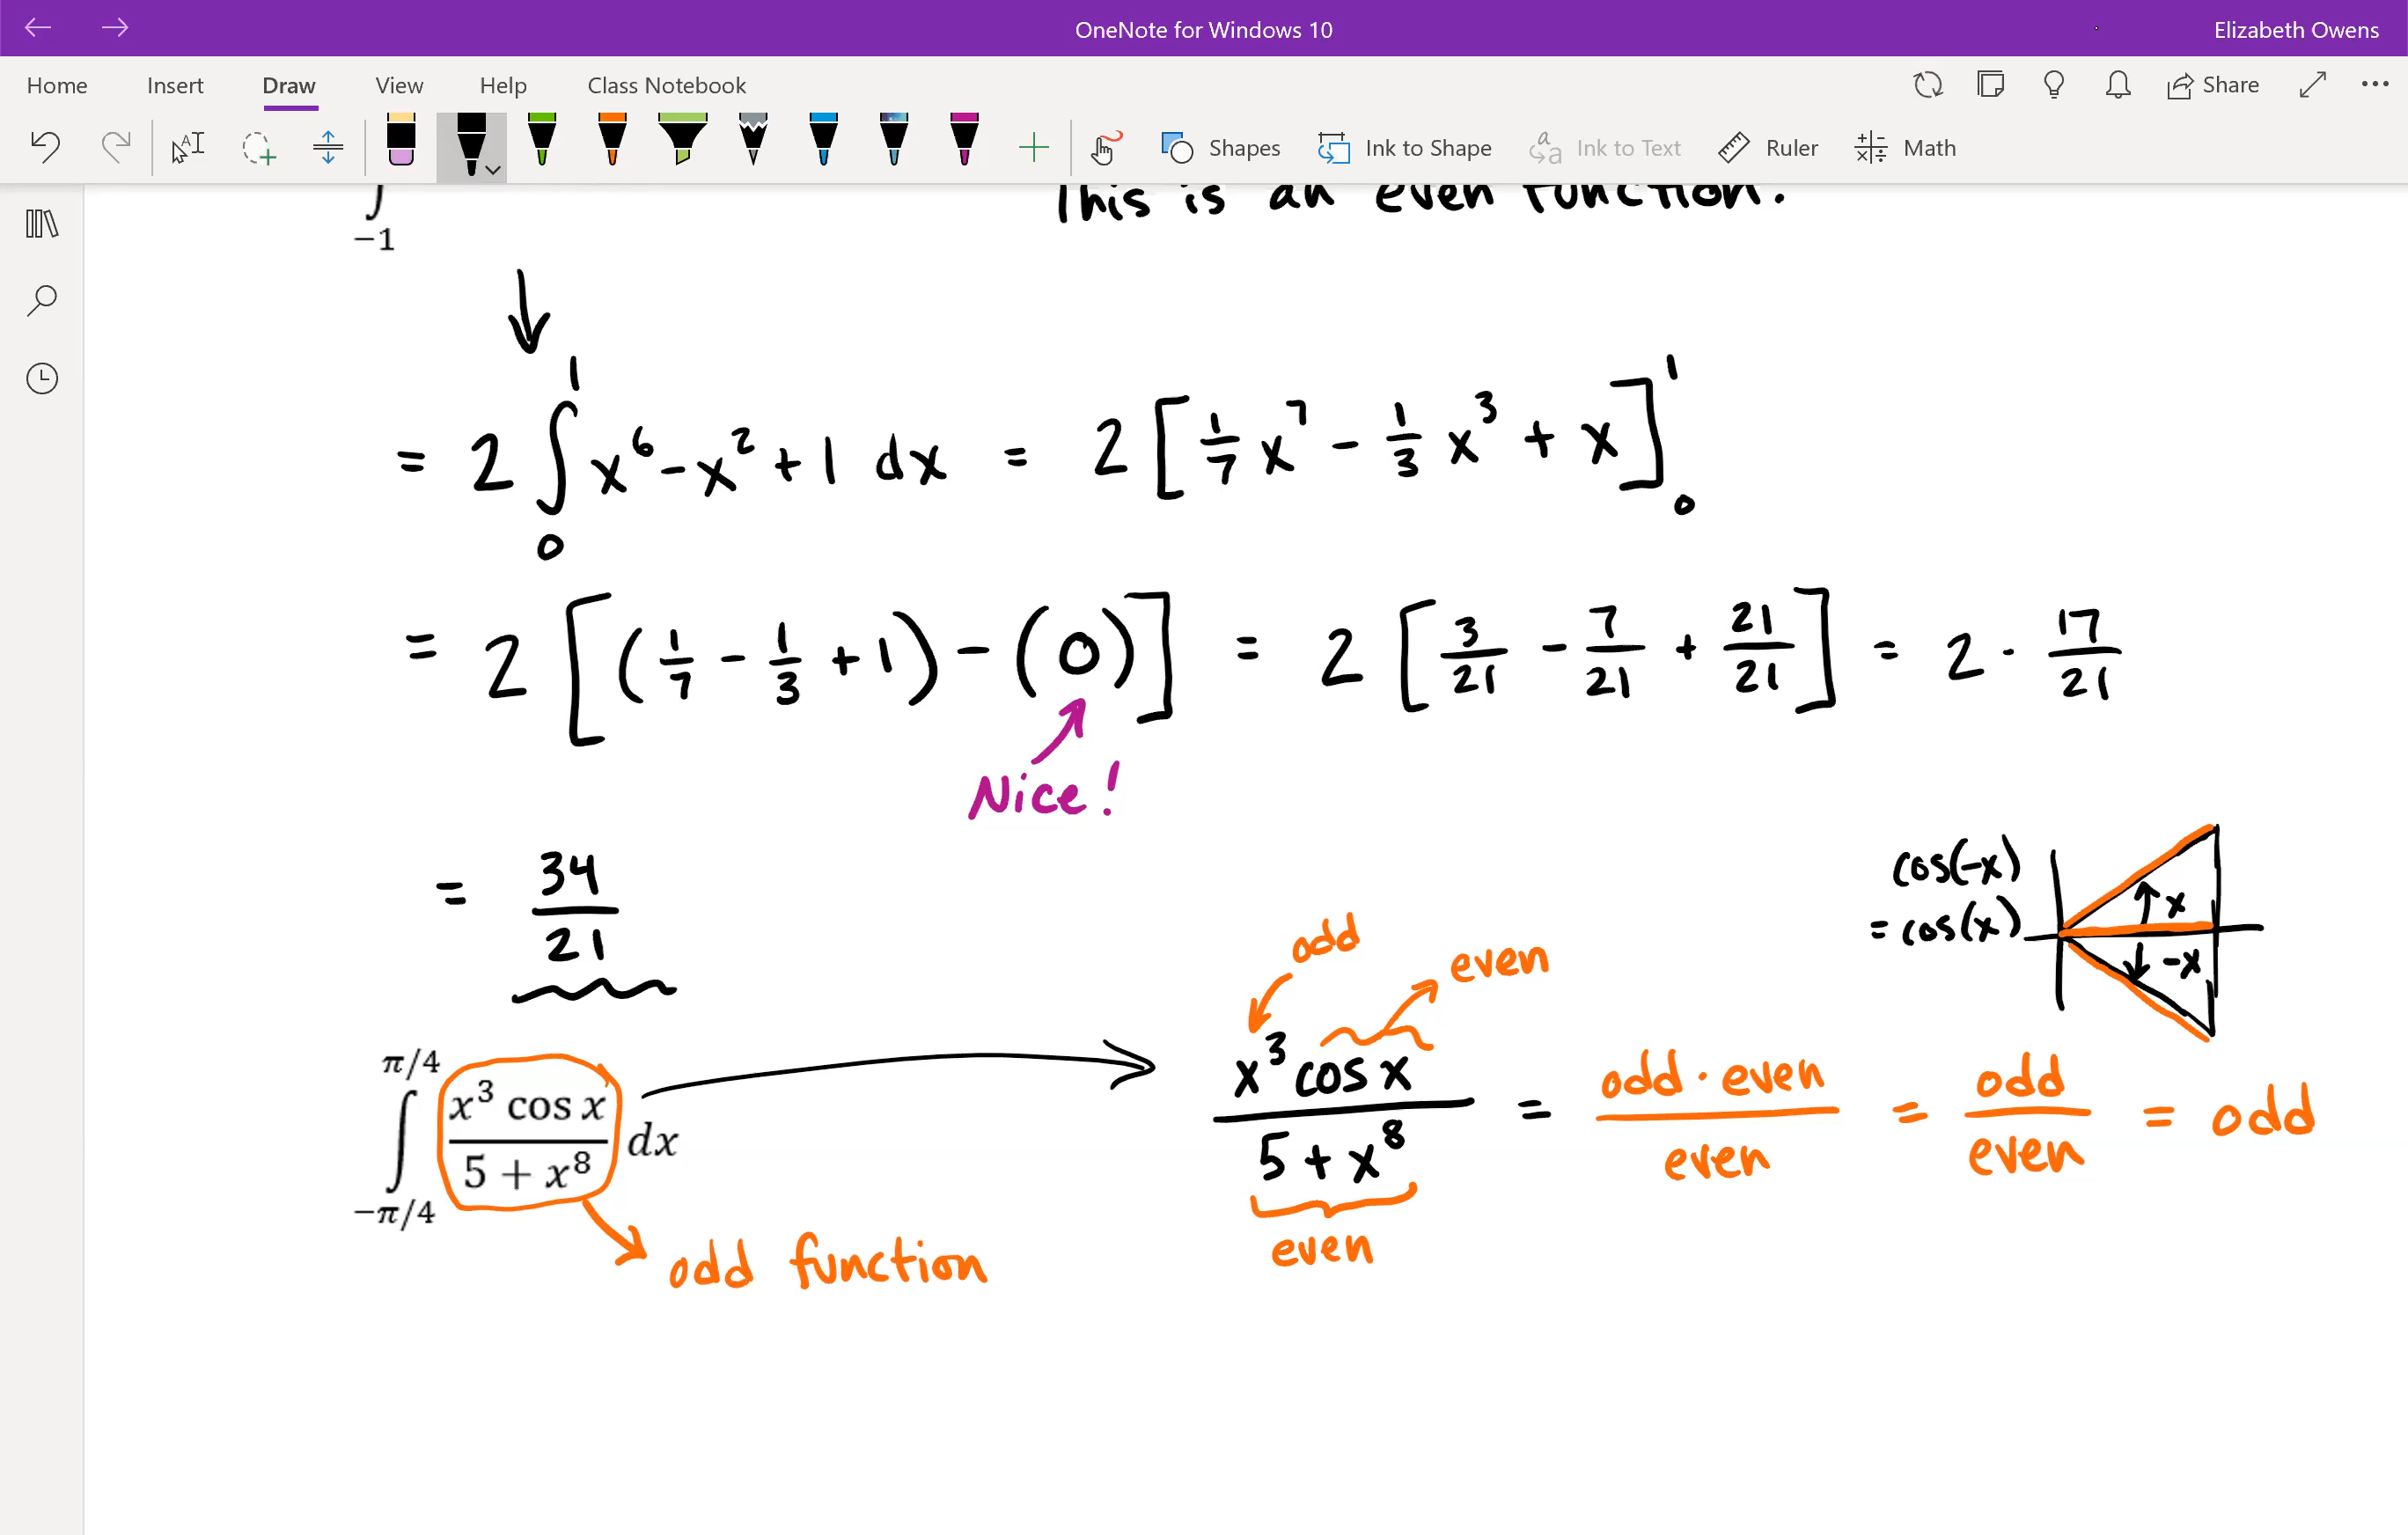 OneNote for Windows 10
Elizabeth Owens
Home Insert Draw View Help Class Notebook Share
Shapes Ink to Shape Ink to Text Ruler Math
∫ This is an even function.
−1
= 2 ∫₀¹ x⁶ − x² + 1 dx = 2 [ 1/7 x⁷ − 1/3 x³ + x ]₀¹
= 2 [ (1/7 − 1/3 + 1) − (0) ] = 2 [ 3/21 − 7/21 + 21/21 ] = 2 · 17/21
Nice!
= 34/21
cos(-x)
= cos(x)
x
-x
odd
even
π/4
∫ x³ cos x / 5 + x⁸ dx
−π/4
x³ cos x / 5 + x⁸ = odd · even / even = odd / even = odd
even
odd function